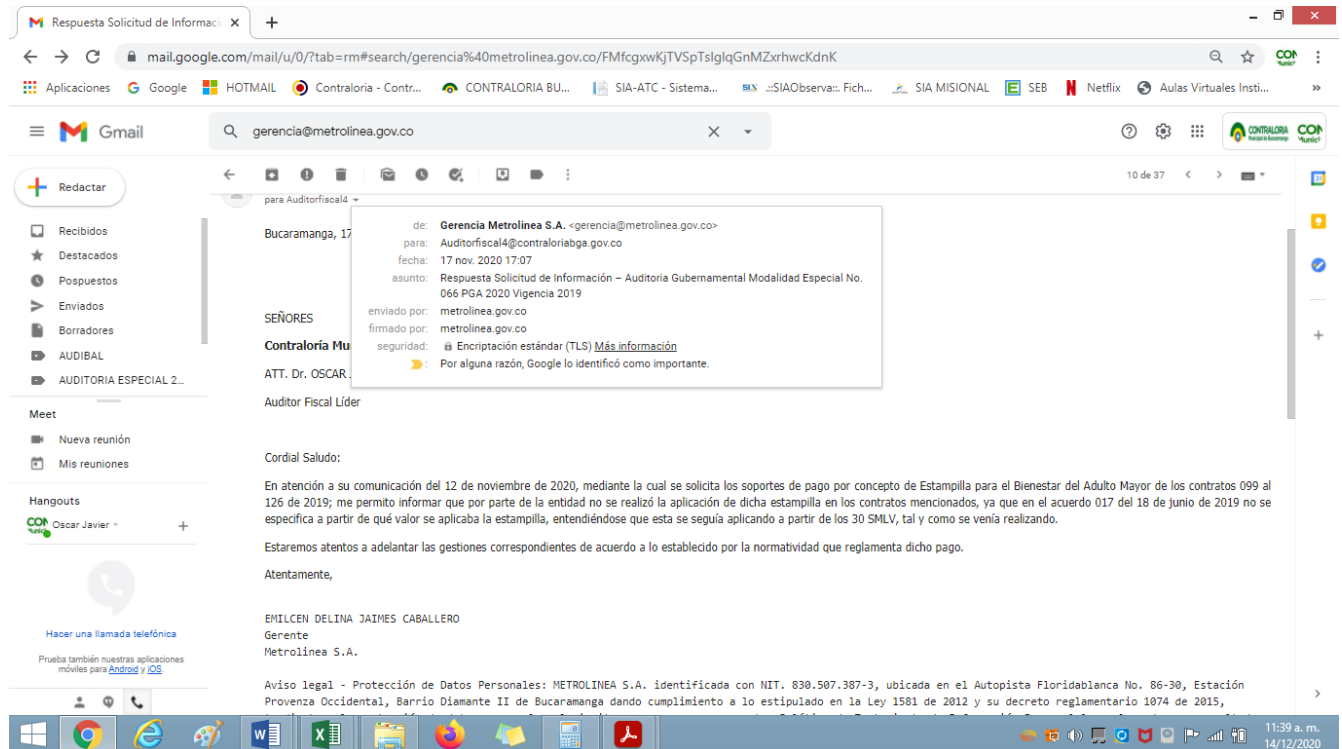 Respuesta Solicitud de Informaci
mail.google.com/mail/u/0/?tab=rm#search/gerencia%40metrolinea.gov.co/FMfcgxwKjTVSpTslglqGnMZxrhwcKdnK
Aplicaciones Google HOTMAIL Contraloria - Contr... CONTRALORIA BU... SIA-ATC - Sistema... .::SIAObserva::. Fich... SIA MISIONAL SEB Netflix Aulas Virtuales Insti... »
Gmail
gerencia@metrolinea.gov.co
CONTRALORIA
Municipal de Bucaramanga
CON
Redactar
10 de 37
para Auditorfiscal4
Recibidos
Destacados
Pospuestos
Enviados
Borradores
AUDIBAL
AUDITORIA ESPECIAL 2...
Meet
Nueva reunión
Mis reuniones
Hangouts
Oscar Javier
Hacer una llamada telefónica
Prueba también nuestras aplicaciones
móviles para Android y iOS.
Bucaramanga, 17
de: Gerencia Metrolinea S.A. <gerencia@metrolinea.gov.co>
para: Auditorfiscal4@contraloriabga.gov.co
fecha: 17 nov. 2020 17:07
asunto: Respuesta Solicitud de Información – Auditoria Gubernamental Modalidad Especial No.
066 PGA 2020 Vigencia 2019
enviado por: metrolinea.gov.co
firmado por: metrolinea.gov.co
seguridad: Encriptación estándar (TLS) Más información
: Por alguna razón, Google lo identificó como importante.
SEÑORES
Contraloría Mu
ATT. Dr. OSCAR
Auditor Fiscal Líder
Cordial Saludo:
En atención a su comunicación del 12 de noviembre de 2020, mediante la cual se solicita los soportes de pago por concepto de Estampilla para el Bienestar del Adulto Mayor de los contratos 099 al
126 de 2019; me permito informar que por parte de la entidad no se realizó la aplicación de dicha estampilla en los contratos mencionados, ya que en el acuerdo 017 del 18 de junio de 2019 no se
especifica a partir de qué valor se aplicaba la estampilla, entendiéndose que esta se seguía aplicando a partir de los 30 SMLV, tal y como se venía realizando.
Estaremos atentos a adelantar las gestiones correspondientes de acuerdo a lo establecido por la normatividad que reglamenta dicho pago.
Atentamente,
EMILCEN DELINA JAIMES CABALLERO
Gerente
Metrolinea S.A.
Aviso legal - Protección de Datos Personales: METROLINEA S.A. identificada con NIT. 830.507.387-3, ubicada en el Autopista Floridablanca No. 86-30, Estación
Provenza Occidental, Barrio Diamante II de Bucaramanga dando cumplimiento a lo estipulado en la Ley 1581 de 2012 y su decreto reglamentario 1074 de 2015,
11:39 a. m.
14/12/2020